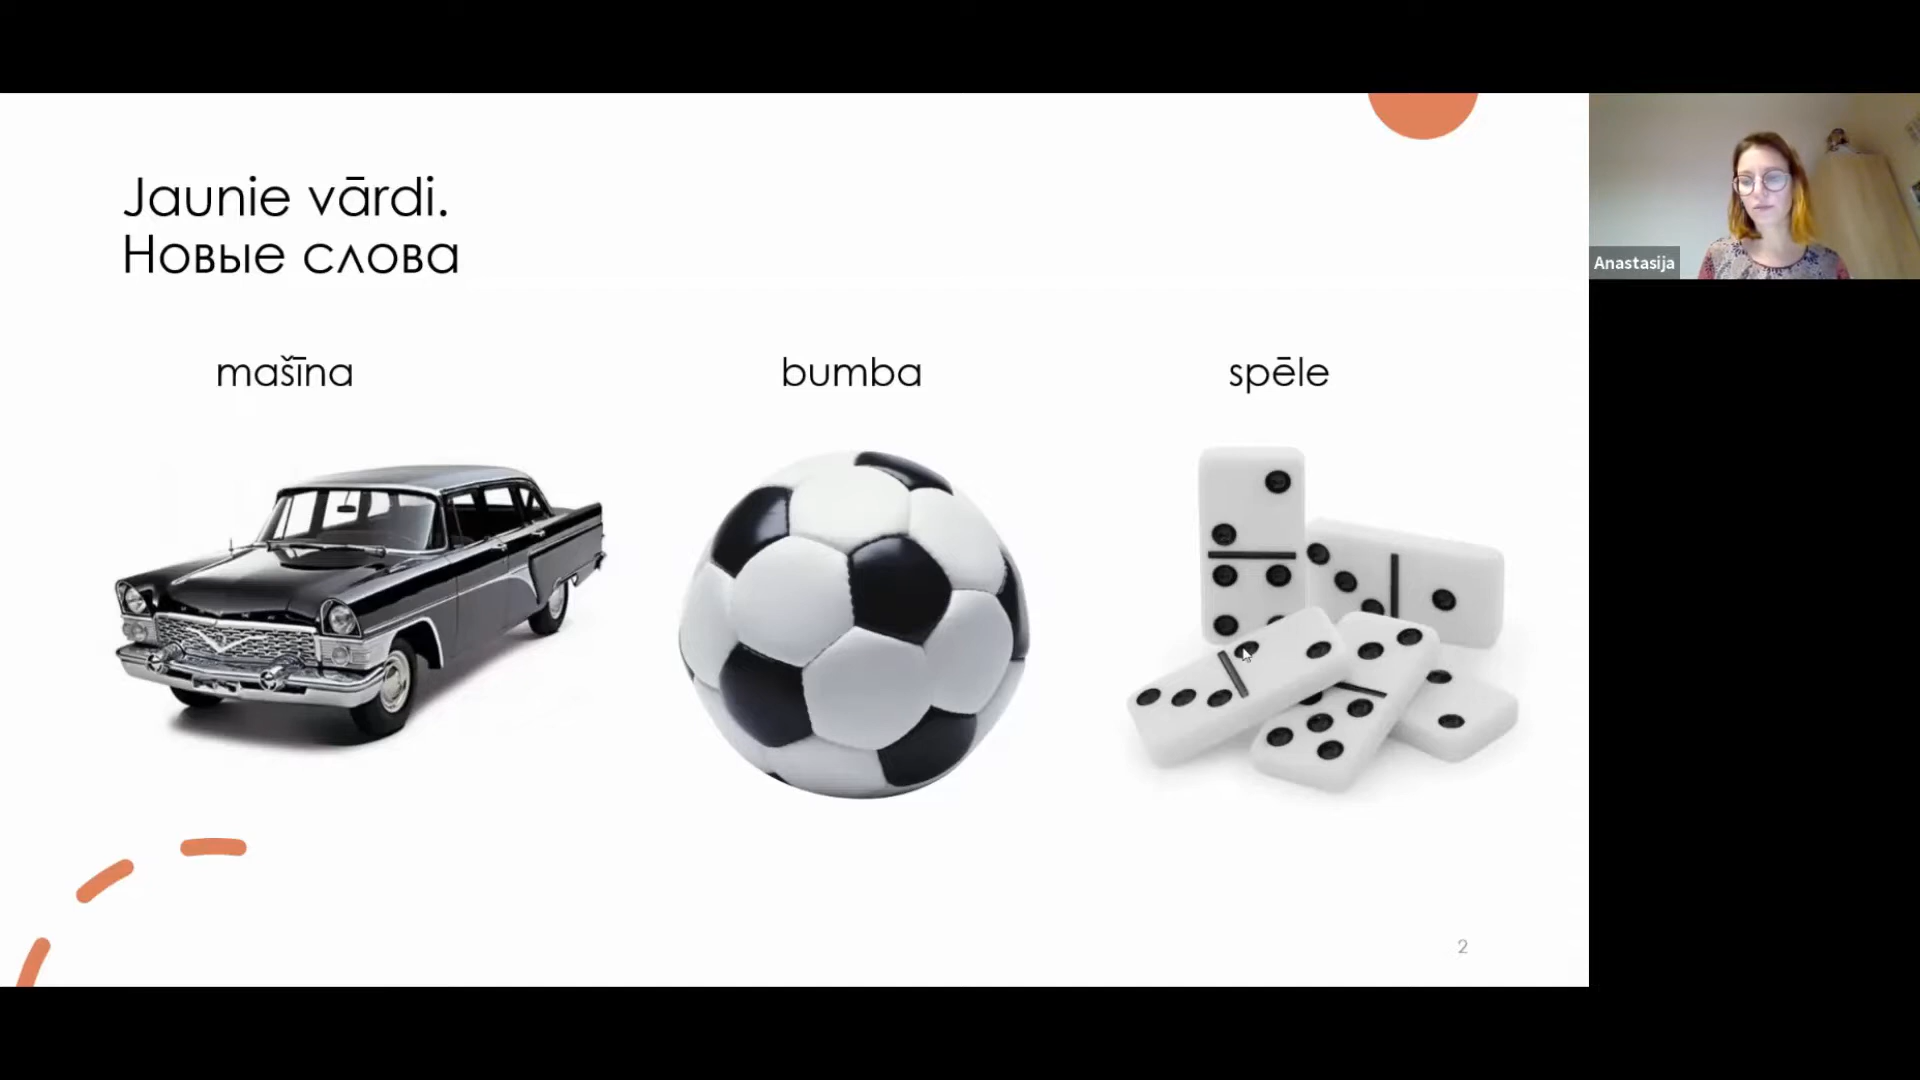 Jaunie vārdi.
Новые слова
mašīna
bumba
spēle
Anastasija
2